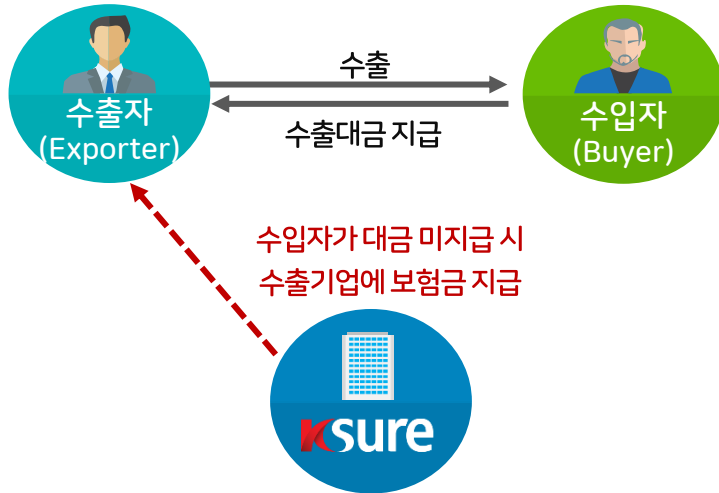 수출
수출자
(Exporter)
수출대금 지급
수입자
(Buyer)
수입자가 대금 미지급 시
수출기업에 보험금 지급
Ksure